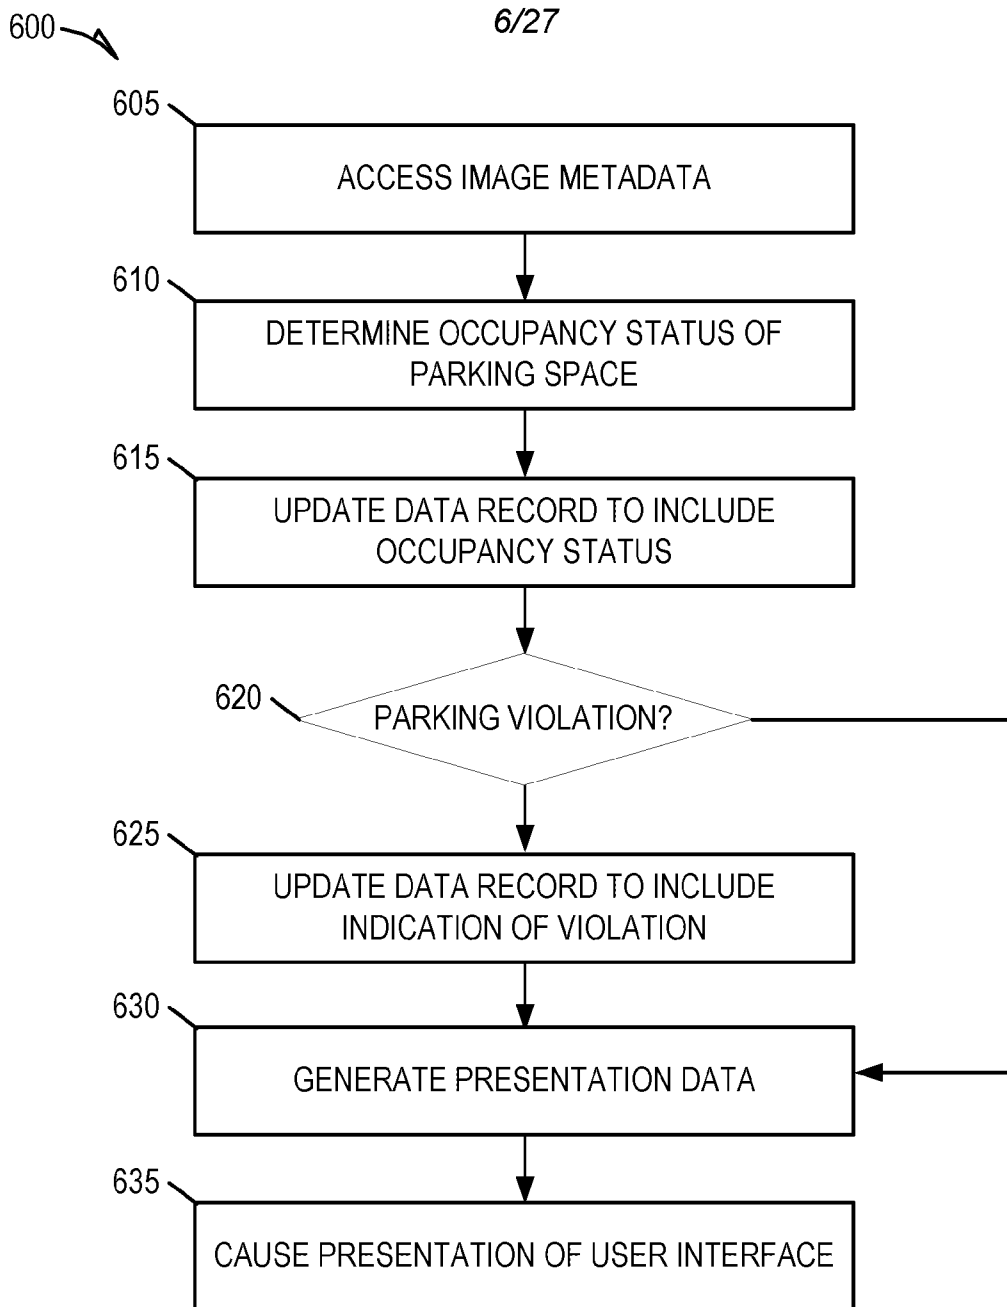 6/27
600
605
ACCESS IMAGE METADATA
610
DETERMINE OCCUPANCY STATUS OF
PARKING SPACE
615
UPDATE DATA RECORD TO INCLUDE
OCCUPANCY STATUS
620
PARKING VIOLATION?
625
UPDATE DATA RECORD TO INCLUDE
INDICATION OF VIOLATION
630
GENERATE PRESENTATION DATA
635
CAUSE PRESENTATION OF USER INTERFACE